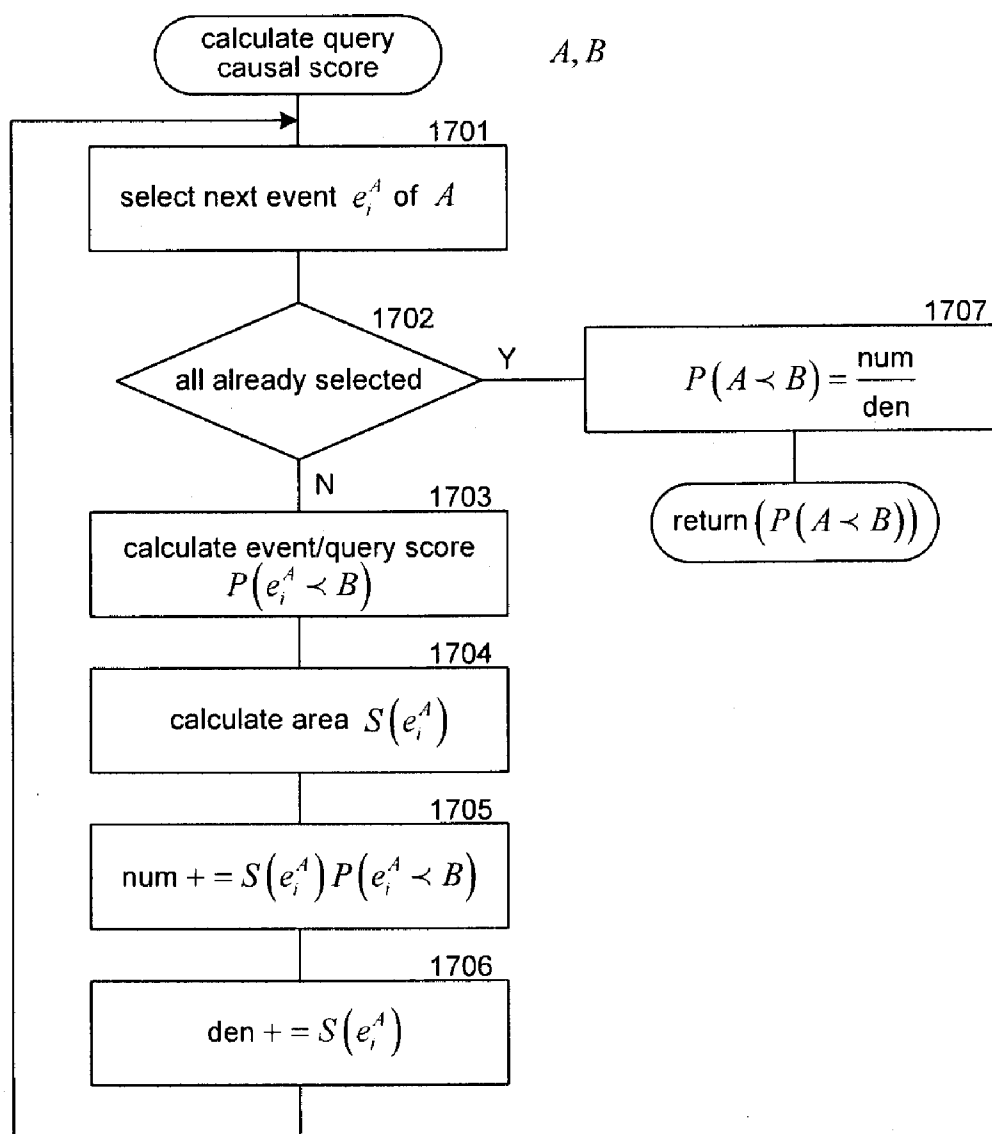 calculate query
causal score
A, B
1701
select next event e_i^A of A
1702
all already selected
Y
N
1707
P(A ≺ B) = num/den
return(P(A ≺ B))
1703
calculate event/query score
P(e_i^A ≺ B)
1704
calculate area S(e_i^A)
1705
num + = S(e_i^A)P(e_i^A ≺ B)
1706
den + = S(e_i^A)